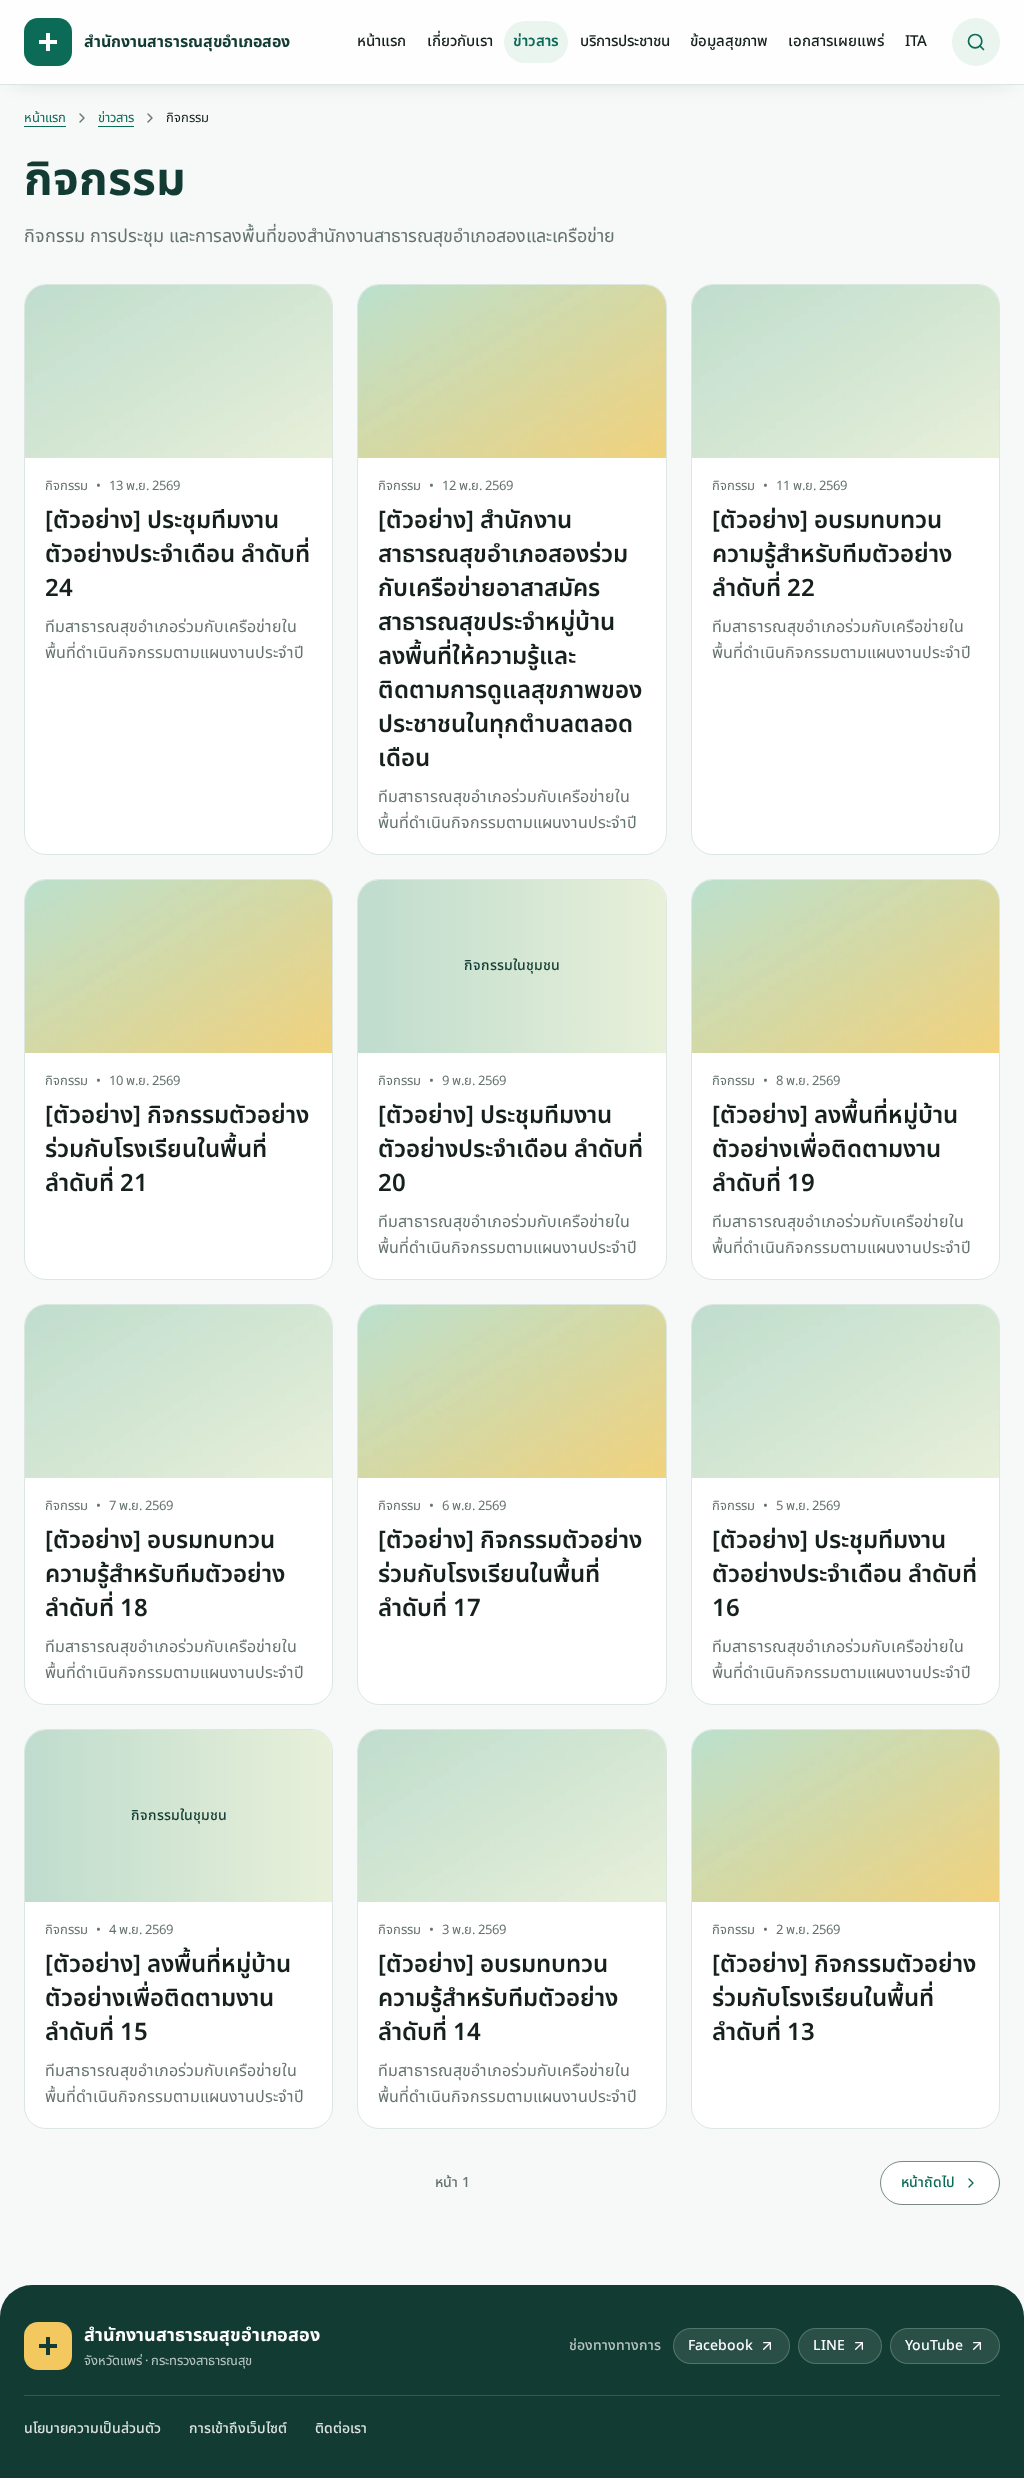 สำนักงานสาธารณสุขอำเภอสอง
หน้าแรก เกี่ยวกับเรา ข่าวสาร บริการประชาชน ข้อมูลสุขภาพ เอกสารเผยแพร่ ITA
หน้าแรก ข่าวสาร กิจกรรม
กิจกรรม
กิจกรรม การประชุม และการลงพื้นที่ของสำนักงานสาธารณสุขอำเภอสองและเครือข่าย
กิจกรรม • 13 พ.ย. 2569
[ตัวอย่าง] ประชุมทีมงาน
ตัวอย่างประจำเดือน ลำดับที่
24
ทีมสาธารณสุขอำเภอร่วมกับเครือข่ายใน
พื้นที่ดำเนินกิจกรรมตามแผนงานประจำปี
กิจกรรม • 12 พ.ย. 2569
[ตัวอย่าง] สำนักงาน
สาธารณสุขอำเภอสองร่วม
กับเครือข่ายอาสาสมัคร
สาธารณสุขประจำหมู่บ้าน
ลงพื้นที่ให้ความรู้และ
ติดตามการดูแลสุขภาพของ
ประชาชนในทุกตำบลตลอด
เดือน
ทีมสาธารณสุขอำเภอร่วมกับเครือข่ายใน
พื้นที่ดำเนินกิจกรรมตามแผนงานประจำปี
กิจกรรม • 11 พ.ย. 2569
[ตัวอย่าง] อบรมทบทวน
ความรู้สำหรับทีมตัวอย่าง
ลำดับที่ 22
ทีมสาธารณสุขอำเภอร่วมกับเครือข่ายใน
พื้นที่ดำเนินกิจกรรมตามแผนงานประจำปี
กิจกรรม • 10 พ.ย. 2569
[ตัวอย่าง] กิจกรรมตัวอย่าง
ร่วมกับโรงเรียนในพื้นที่
ลำดับที่ 21
กิจกรรมในชุมชน
กิจกรรม • 9 พ.ย. 2569
[ตัวอย่าง] ประชุมทีมงาน
ตัวอย่างประจำเดือน ลำดับที่
20
ทีมสาธารณสุขอำเภอร่วมกับเครือข่ายใน
พื้นที่ดำเนินกิจกรรมตามแผนงานประจำปี
กิจกรรม • 8 พ.ย. 2569
[ตัวอย่าง] ลงพื้นที่หมู่บ้าน
ตัวอย่างเพื่อติดตามงาน
ลำดับที่ 19
ทีมสาธารณสุขอำเภอร่วมกับเครือข่ายใน
พื้นที่ดำเนินกิจกรรมตามแผนงานประจำปี
กิจกรรม • 7 พ.ย. 2569
[ตัวอย่าง] อบรมทบทวน
ความรู้สำหรับทีมตัวอย่าง
ลำดับที่ 18
ทีมสาธารณสุขอำเภอร่วมกับเครือข่ายใน
พื้นที่ดำเนินกิจกรรมตามแผนงานประจำปี
กิจกรรม • 6 พ.ย. 2569
[ตัวอย่าง] กิจกรรมตัวอย่าง
ร่วมกับโรงเรียนในพื้นที่
ลำดับที่ 17
กิจกรรม • 5 พ.ย. 2569
[ตัวอย่าง] ประชุมทีมงาน
ตัวอย่างประจำเดือน ลำดับที่
16
ทีมสาธารณสุขอำเภอร่วมกับเครือข่ายใน
พื้นที่ดำเนินกิจกรรมตามแผนงานประจำปี
กิจกรรมในชุมชน
กิจกรรม • 4 พ.ย. 2569
[ตัวอย่าง] ลงพื้นที่หมู่บ้าน
ตัวอย่างเพื่อติดตามงาน
ลำดับที่ 15
ทีมสาธารณสุขอำเภอร่วมกับเครือข่ายใน
พื้นที่ดำเนินกิจกรรมตามแผนงานประจำปี
กิจกรรม • 3 พ.ย. 2569
[ตัวอย่าง] อบรมทบทวน
ความรู้สำหรับทีมตัวอย่าง
ลำดับที่ 14
ทีมสาธารณสุขอำเภอร่วมกับเครือข่ายใน
พื้นที่ดำเนินกิจกรรมตามแผนงานประจำปี
กิจกรรม • 2 พ.ย. 2569
[ตัวอย่าง] กิจกรรมตัวอย่าง
ร่วมกับโรงเรียนในพื้นที่
ลำดับที่ 13
หน้า 1
หน้าถัดไป
สำนักงานสาธารณสุขอำเภอสอง
จังหวัดแพร่ · กระทรวงสาธารณสุข
ช่องทางทางการ Facebook LINE YouTube
นโยบายความเป็นส่วนตัว การเข้าถึงเว็บไซต์ ติดต่อเรา